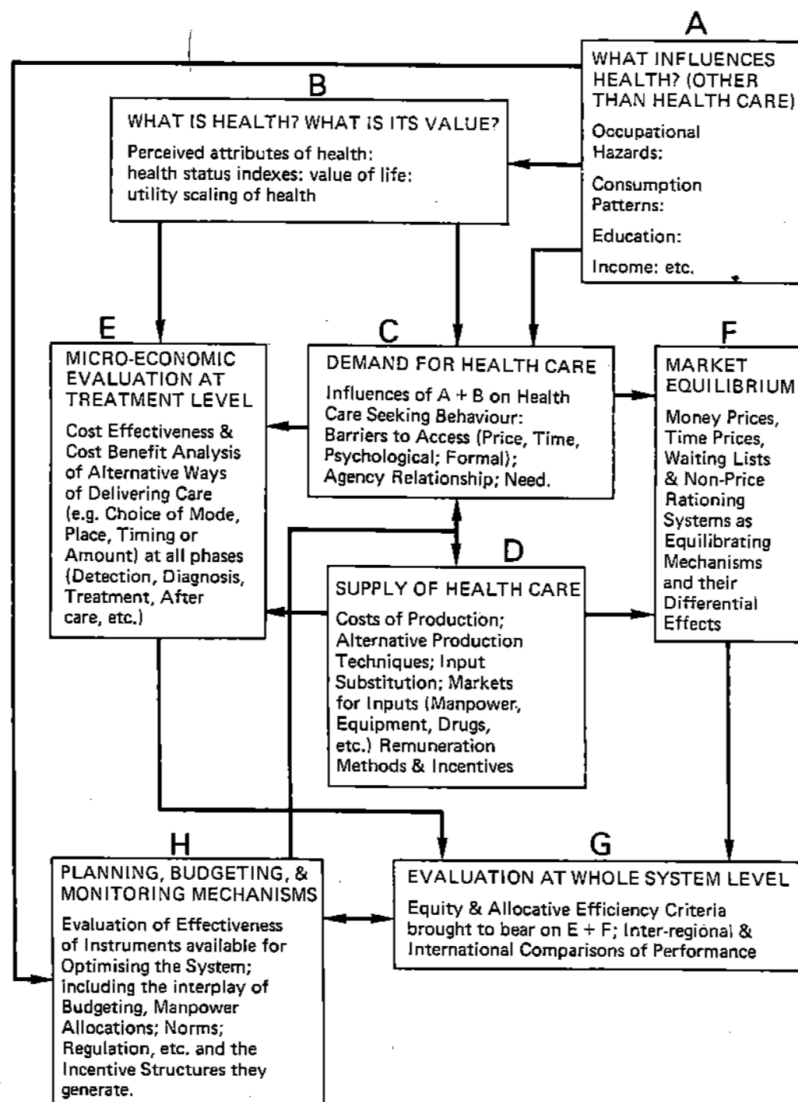 A
WHAT INFLUENCES
HEALTH? (OTHER
THAN HEALTH CARE)
Occupational
Hazards:
Consumption
Patterns:
Education:
Income: etc.
B
WHAT IS HEALTH? WHAT IS ITS VALUE?
Perceived attributes of health:
health status indexes: value of life:
utility scaling of health
E
MICRO-ECONOMIC
EVALUATION AT
TREATMENT LEVEL
Cost Effectiveness &
Cost Benefit Analysis
of Alternative Ways
of Delivering Care
(e.g. Choice of Mode,
Place, Timing or
Amount) at all phases
(Detection, Diagnosis,
Treatment, After
care, etc.)
C
DEMAND FOR HEALTH CARE
Influences of A + B on Health
Care Seeking Behaviour:
Barriers to Access (Price, Time,
Psychological; Formal);
Agency Relationship; Need.
F
MARKET
EQUILIBRIUM
Money Prices,
Time Prices,
Waiting Lists
& Non-Price
Rationing
Systems as
Equilibrating
Mechanisms
and their
Differential
Effects
D
SUPPLY OF HEALTH CARE
Costs of Production;
Alternative Production
Techniques; Input
Substitution; Markets
for Inputs (Manpower,
Equipment, Drugs,
etc.) Remuneration
Methods & Incentives
H
PLANNING, BUDGETING, &
MONITORING MECHANISMS
Evaluation of Effectiveness
of Instruments available for
Optimising the System;
including the interplay of
Budgeting, Manpower
Allocations; Norms;
Regulation, etc. and the
Incentive Structures they
generate.
G
EVALUATION AT WHOLE SYSTEM LEVEL
Equity & Allocative Efficiency Criteria
brought to bear on E + F; Inter-regional &
International Comparisons of Performance